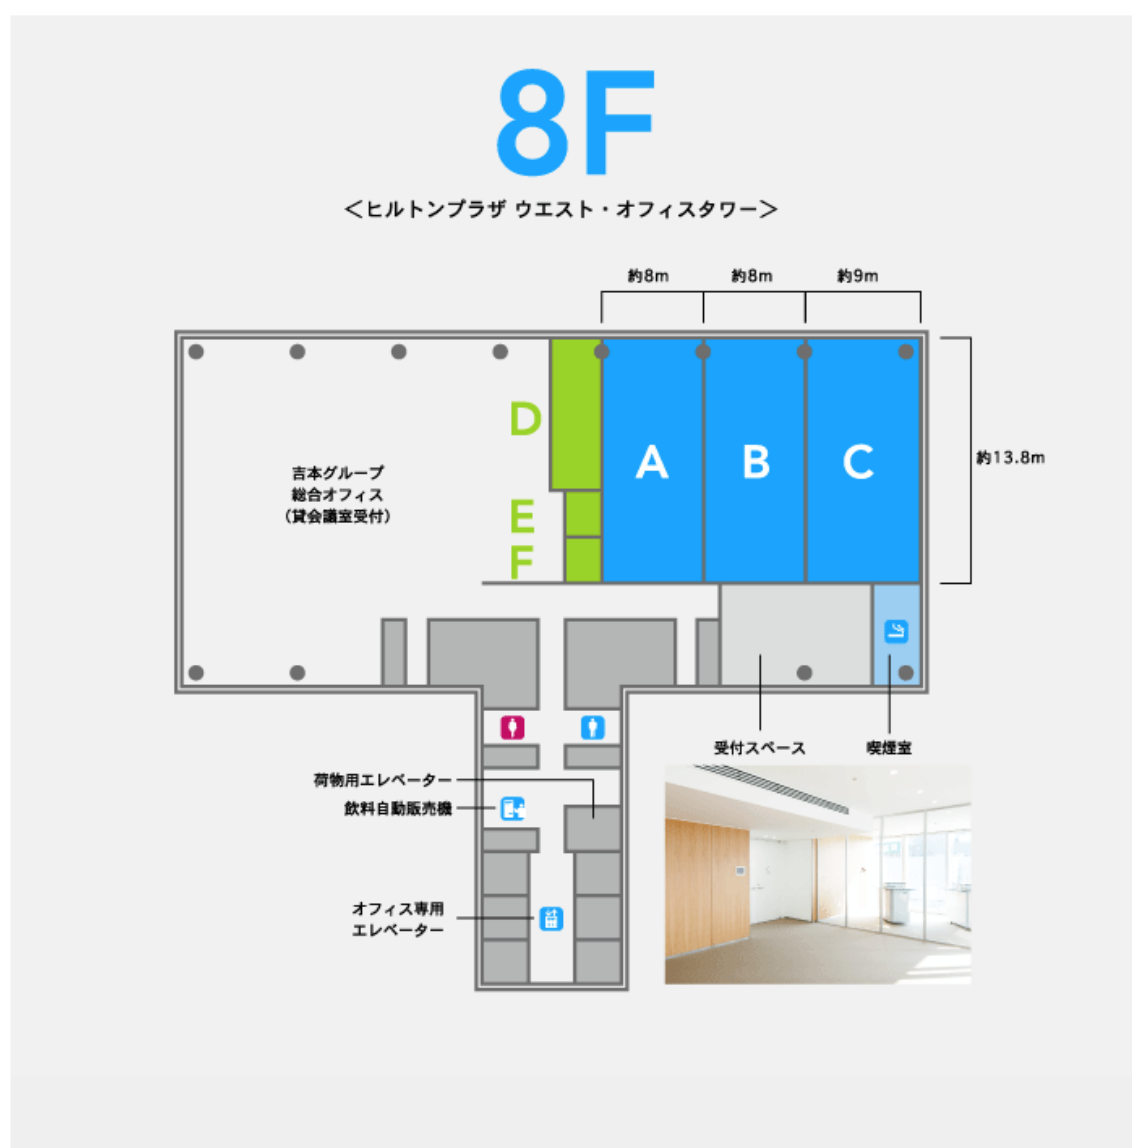 8F
＜ヒルトンプラザ ウエスト・オフィスタワー＞
約8m
約8m
約9m
約13.8m
A
B
C
D
E
F
吉本グループ
総合オフィス
（貸会議室受付）
受付スペース
喫煙室
荷物用エレベーター
飲料自動販売機
オフィス専用
エレベーター